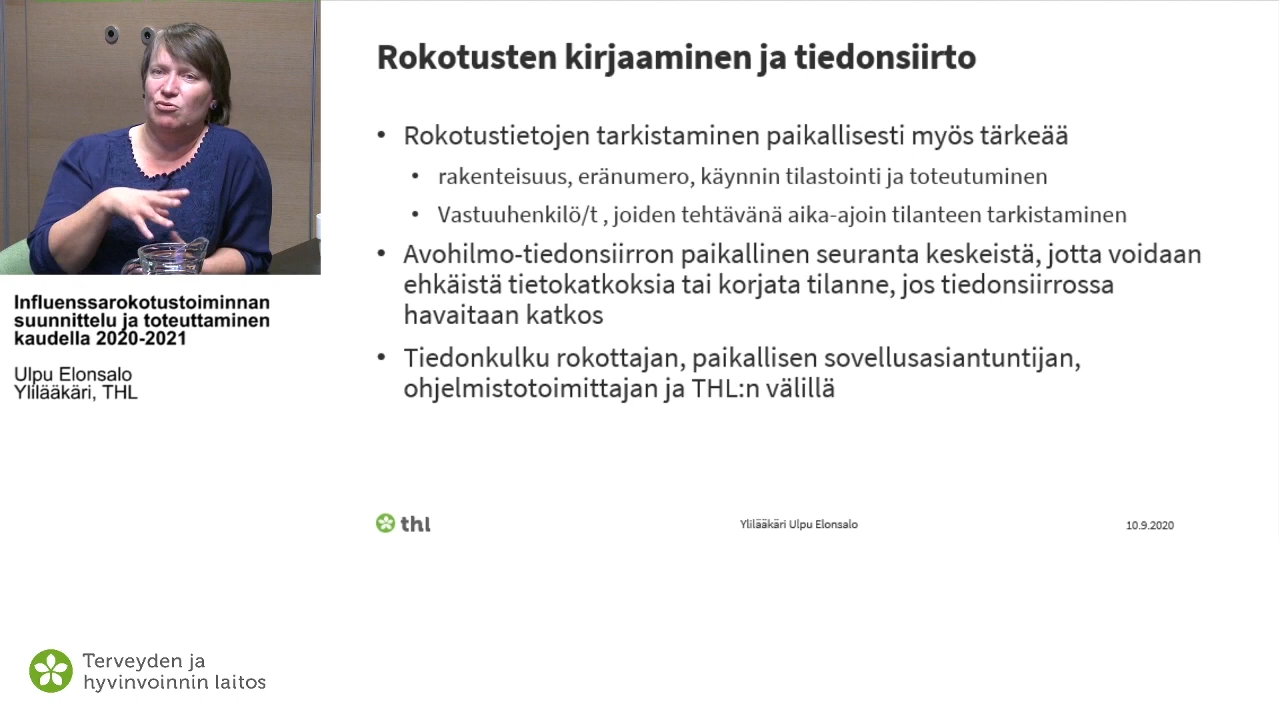 Rokotusten kirjaaminen ja tiedonsiirto
• Rokotustietojen tarkistaminen paikallisesti myös tärkeää
• rakenteisuus, eränumero, käynnin tilastointi ja toteutuminen
• Vastuuhenkilö/t , joiden tehtävänä aika-ajoin tilanteen tarkistaminen
• Avohilmo-tiedonsiirron paikallinen seuranta keskeistä, jotta voidaan
ehkäistä tietokatkoksia tai korjata tilanne, jos tiedonsiirrossa
havaitaan katkos
• Tiedonkulku rokottajan, paikallisen sovellusasiantuntijan,
ohjelmistotoimittajan ja THL:n välillä
thl
Ylilääkäri Ulpu Elonsalo
10.9.2020
Influenssarokotustoiminnan
suunnittelu ja toteuttaminen
kaudella 2020-2021
Ulpu Elonsalo
Ylilääkäri, THL
Terveyden ja
hyvinvoinnin laitos